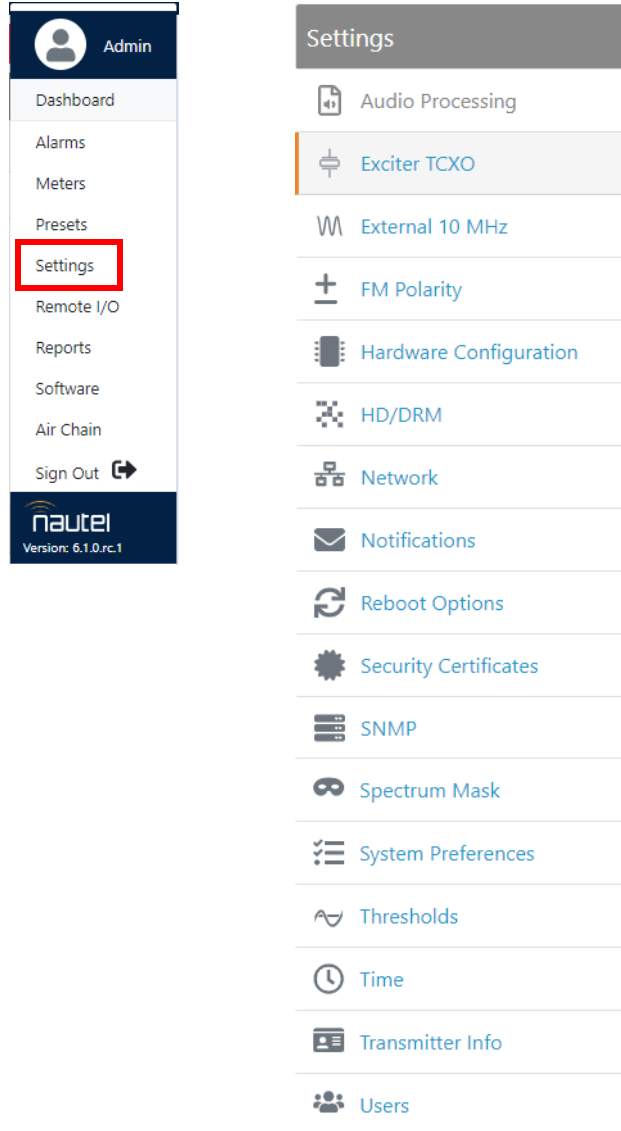 Admin
Dashboard
Alarms
Meters
Presets
Settings
Remote I/O
Reports
Software
Air Chain
Sign Out
nautel
Version: 6.1.0.rc.1
Settings
Audio Processing
Exciter TCXO
External 10 MHz
FM Polarity
Hardware Configuration
HD/DRM
Network
Notifications
Reboot Options
Security Certificates
SNMP
Spectrum Mask
System Preferences
Thresholds
Time
Transmitter Info
Users